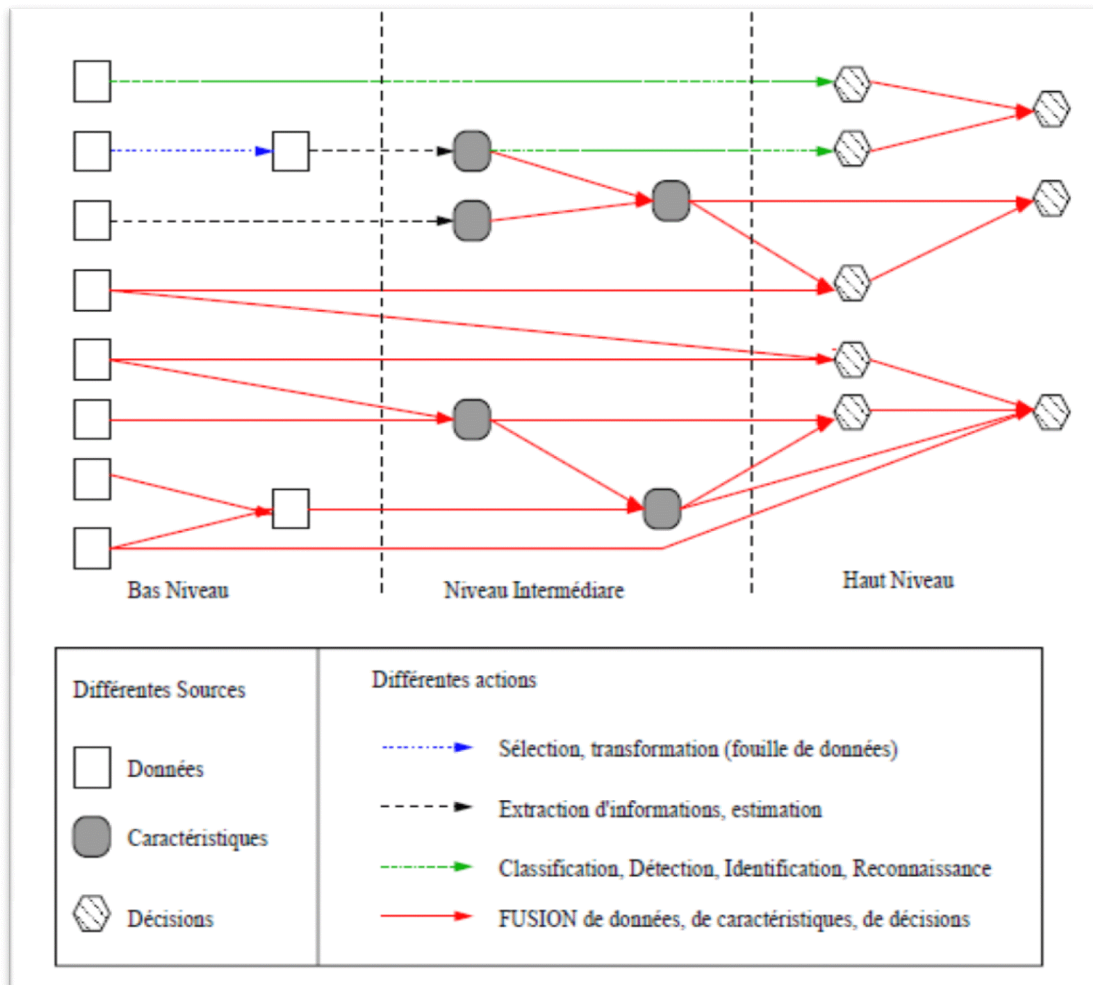 Bas Niveau
Niveau Intermédiare
Haut Niveau
Différentes Sources
Données
Caractéristiques
Décisions
Différentes actions
Sélection, transformation (fouille de données)
Extraction d'informations, estimation
Classification, Détection, Identification, Reconnaissance
FUSION de données, de caractéristiques, de décisions